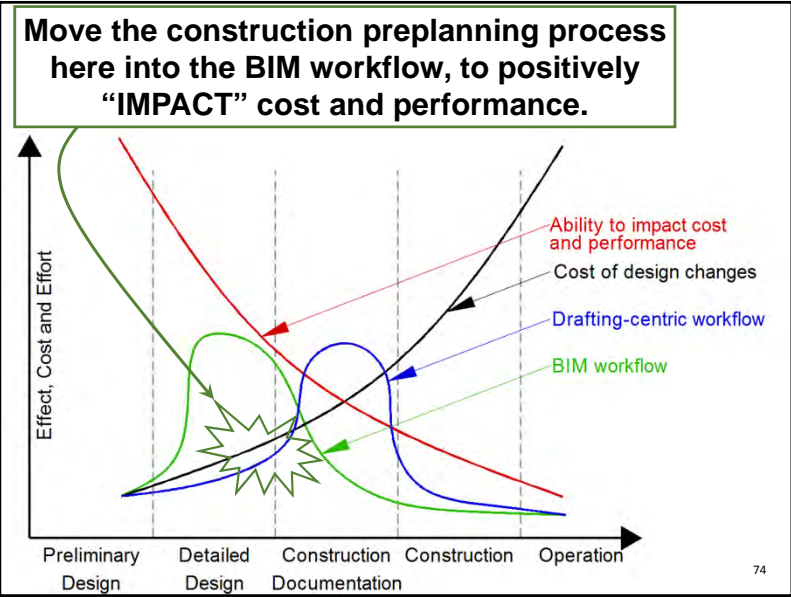 Move the construction preplanning process
here into the BIM workflow, to positively
“IMPACT” cost and performance.
Effect, Cost and Effort
Ability to impact cost
and performance
Cost of design changes
Drafting-centric workflow
BIM workflow
Preliminary
Design
Detailed
Design
Construction
Documentation
Construction
Operation
74